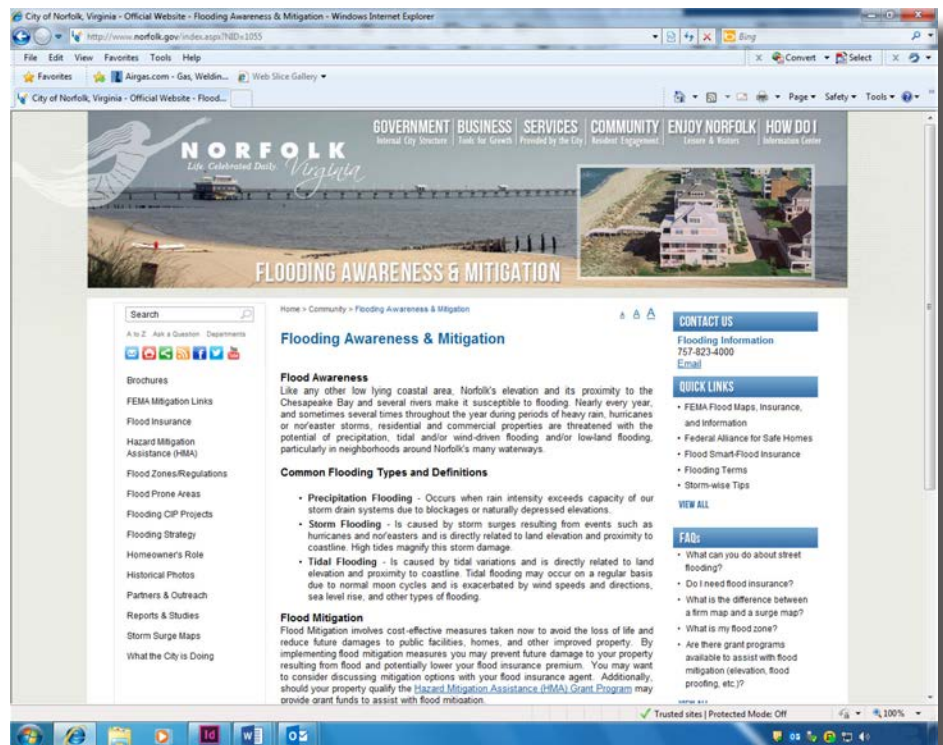 City of Norfolk, Virginia - Official Website - Flooding Awareness & Mitigation - Windows Internet Explorer
http://www.norfolk.gov/index.aspx?NID=1055
Bing
File Edit View Favorites Tools Help
x Convert Select
Favorites Airgas.com - Gas, Weldin... Web Slice Gallery
City of Norfolk, Virginia - Official Website - Flood...
Page Safety Tools
GOVERNMENT BUSINESS SERVICES COMMUNITY ENJOY NORFOLK HOW DO I
Internal City Structure Tools for Growth Provided by the City Resident Engagement Leisure & Visitors Information Center
NORFOLK
Life. Celebrated Daily. Virginia
FLOODING AWARENESS & MITIGATION
Search
A to Z Ask a Question Departments
Brochures
FEMA Mitigation Links
Flood Insurance
Hazard Mitigation
Assistance (HMA)
Flood Zones/Regulations
Flood Prone Areas
Flooding CIP Projects
Flooding Strategy
Homeowner's Role
Historical Photos
Partners & Outreach
Reports & Studies
Storm Surge Maps
What the City is Doing
Home > Community > Flooding Awareness & Mitigation
A A A
Flooding Awareness & Mitigation
Flood Awareness
Like any other low lying coastal area, Norfolk's elevation and its proximity to the
Chesapeake Bay and several rivers make it susceptible to flooding. Nearly every year,
and sometimes several times throughout the year during periods of heavy rain, hurricanes
or nor'easter storms, residential and commercial properties are threatened with the
potential of precipitation, tidal and/or wind-driven flooding and/or low-land flooding,
particularly in neighborhoods around Norfolk's many waterways.
Common Flooding Types and Definitions
• Precipitation Flooding - Occurs when rain intensity exceeds capacity of our
storm drain systems due to blockages or naturally depressed elevations.
• Storm Flooding - Is caused by storm surges resulting from events such as
hurricanes and nor'easters and is directly related to land elevation and proximity to
coastline. High tides magnify this storm damage.
• Tidal Flooding - Is caused by tidal variations and is directly related to land
elevation and proximity to coastline. Tidal flooding may occur on a regular basis
due to normal moon cycles and is exacerbated by wind speeds and directions,
sea level rise, and other types of flooding.
Flood Mitigation
Flood Mitigation involves cost-effective measures taken now to avoid the loss of life and
reduce future damages to public facilities, homes, and other improved property. By
implementing flood mitigation measures you may prevent future damage to your property
resulting from flood and potentially lower your flood insurance premium. You may want
to consider discussing mitigation options with your flood insurance agent. Additionally,
should your property qualify the Hazard Mitigation Assistance (HMA) Grant Program may
provide grant funds to assist with flood mitigation.
CONTACT US
Flooding Information
757-823-4000
Email
QUICK LINKS
• FEMA Flood Maps, Insurance,
and Information
• Federal Alliance for Safe Homes
• Flood Smart-Flood Insurance
• Flooding Terms
• Storm-wise Tips
VIEW ALL
FAQs
• What can you do about street
flooding?
• Do I need flood insurance?
• What is the difference between
a firm map and a surge map?
• What is my flood zone?
• Are there grant programs
available to assist with flood
mitigation (elevation, flood
proofing, etc.)?
VIEW ALL
Trusted sites | Protected Mode: Off
100%